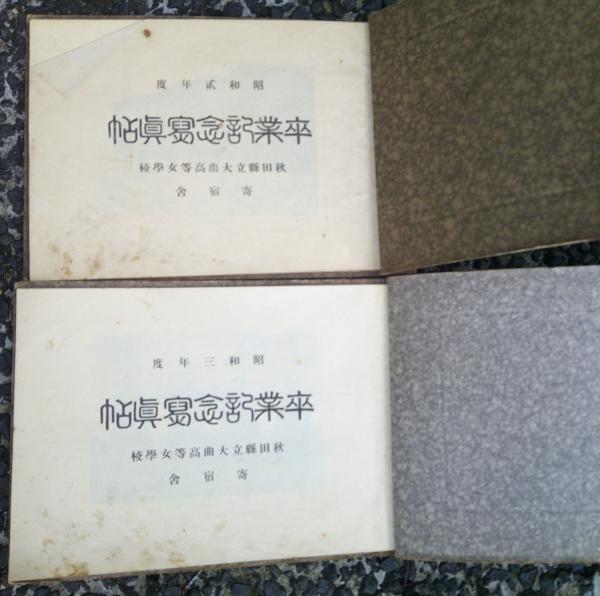 昭和貳年度
卒業記念寫眞帖
秋田縣立大曲高等女學校
寄宿舍
昭和三年度
卒業記念寫眞帖
秋田縣立大曲高等女學校
寄宿舍